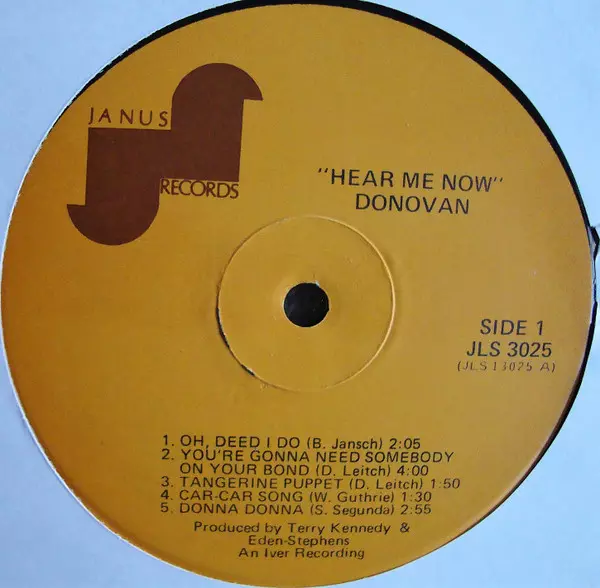 JANUS
RECORDS
"HEAR ME NOW"
DONOVAN
SIDE 1
JLS 3025
(JLS 13025 A)
1. OH, DEED I DO (B. Jansch) 2:05
2. YOU'RE GONNA NEED SOMEBODY
ON YOUR BOND (D. Leitch) 4:00
3. TANGERINE PUPPET (D. Leitch) 1:50
4. CAR-CAR SONG (W. Guthrie) 1:30
5. DONNA DONNA (S. Segunda) 2:55
Produced by Terry Kennedy &
Eden-Stephens
An Iver Recording